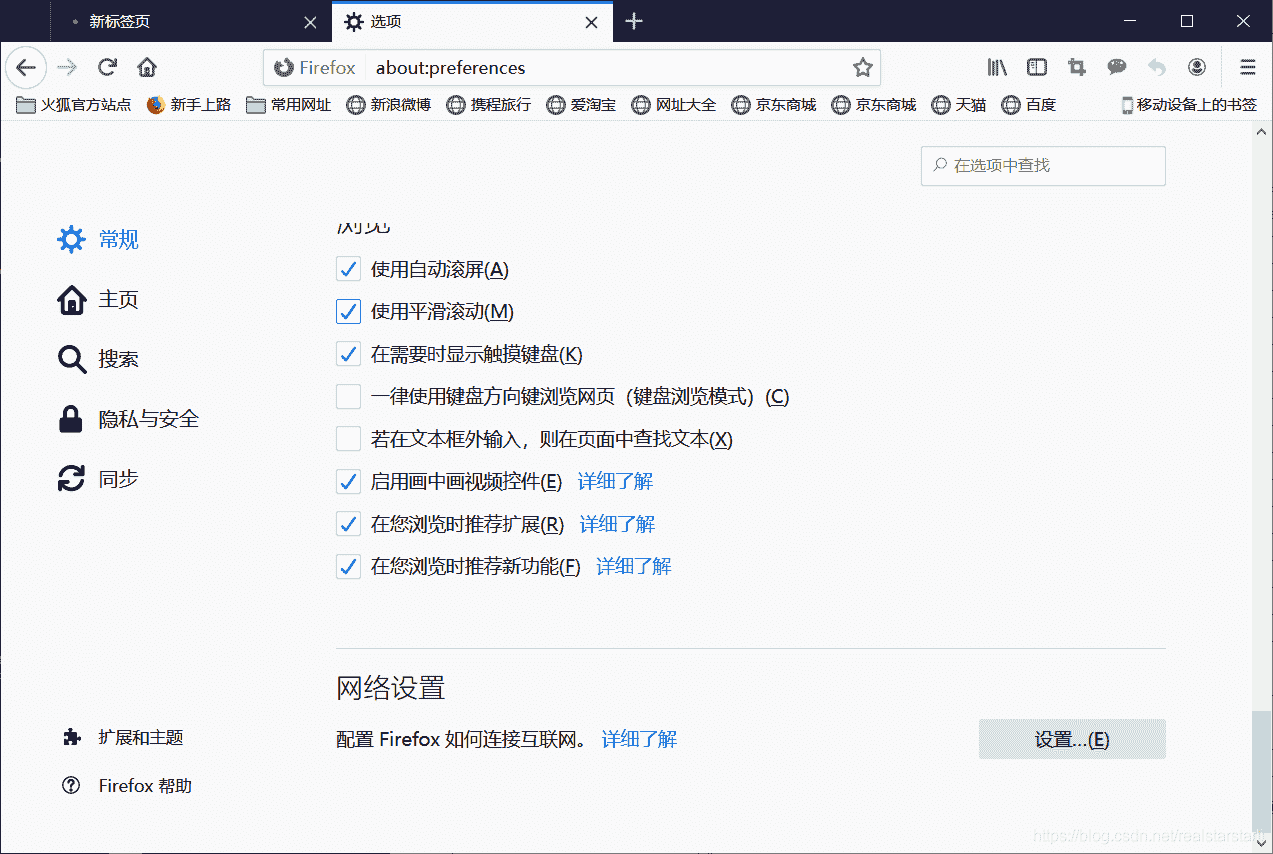 新标签页
选项
Firefox about:preferences
火狐官方站点 新手上路 常用网址 新浪微博 携程旅行 爱淘宝 网址大全 京东商城 京东商城 天猫 百度 移动设备上的书签
在选项中查找
常规
主页
搜索
隐私与安全
同步
扩展和主题
Firefox 帮助
浏览
使用自动滚屏(A)
使用平滑滚动(M)
在需要时显示触摸键盘(K)
一律使用键盘方向键浏览网页（键盘浏览模式）(C)
若在文本框外输入，则在页面中查找文本(X)
启用画中画视频控件(E) 详细了解
在您浏览时推荐扩展(R) 详细了解
在您浏览时推荐新功能(F) 详细了解
网络设置
配置 Firefox 如何连接互联网。 详细了解
设置...(E)